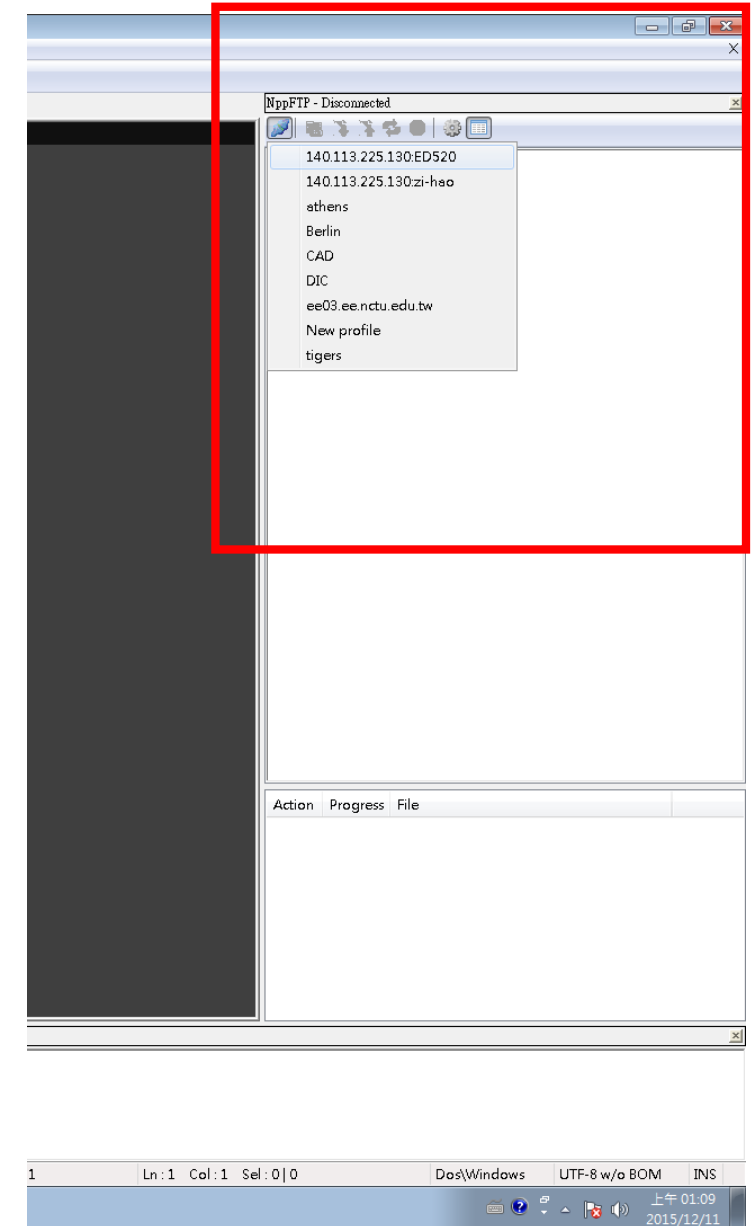 NppFTP - Disconnected
140.113.225.130:ED520
140.113.225.130:zi-hao
athens
Berlin
CAD
DIC
ee03.ee.nctu.edu.tw
New profile
tigers
Action Progress File
1 Ln : 1 Col : 1 Sel : 0 | 0 Dos\Windows UTF-8 w/o BOM INS
上午 01:09
2015/12/11